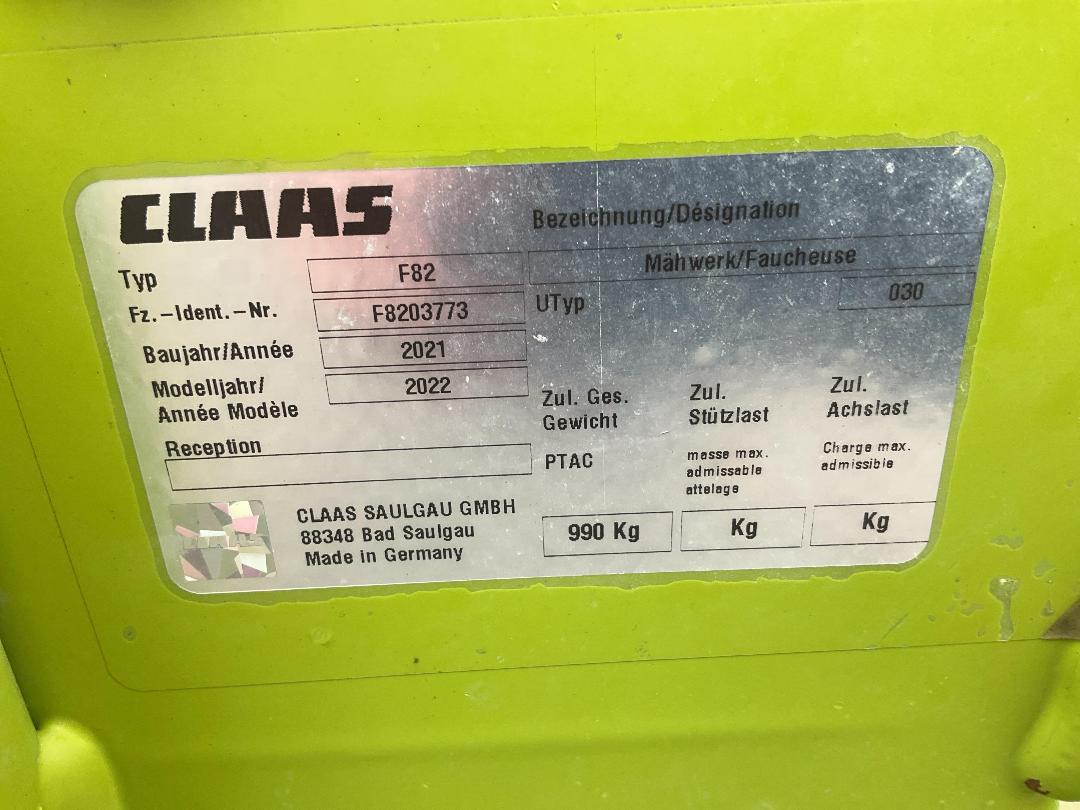 CLAAS
Bezeichnung/Désignation
Mähwerk/Faucheuse
Typ F82
UTyp 030
Fz.-Ident.-Nr. F8203773
Baujahr/Année 2021
Modelljahr/
Année Modèle 2022
Reception
Zul. Ges.
Gewicht
PTAC
990 Kg
Zul.
Stützlast
masse max.
admissable
attelage
Kg
Zul.
Achslast
Charge max.
admissible
Kg
CLAAS SAULGAU GMBH
88348 Bad Saulgau
Made in Germany